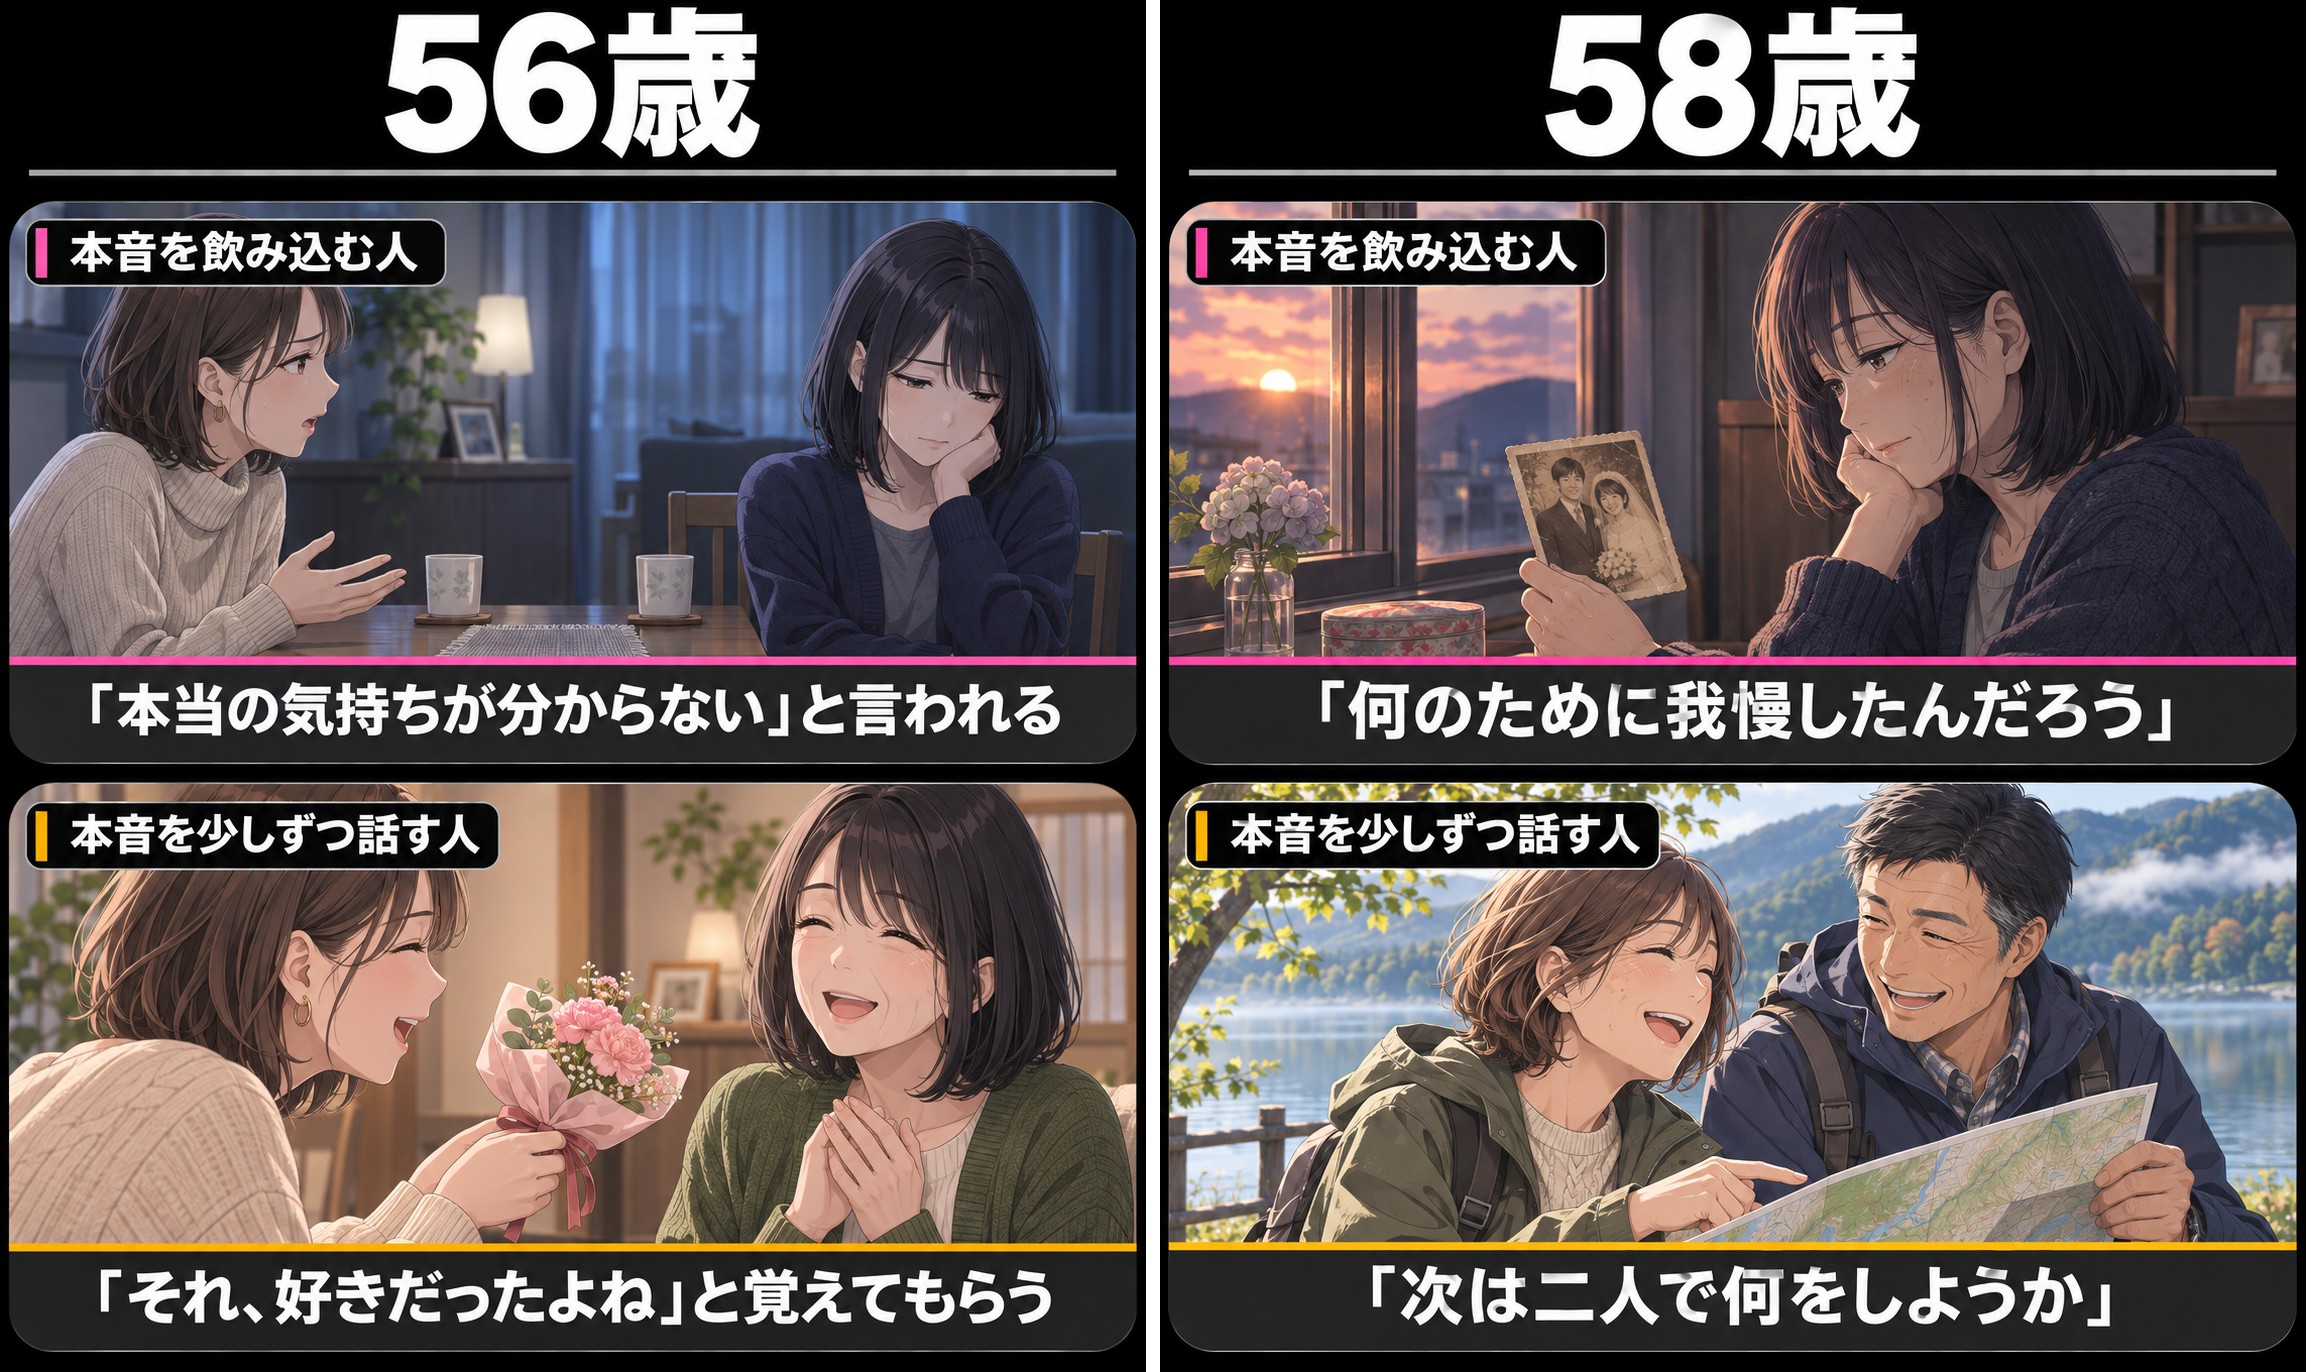 56歳
本音を飲み込む人
「本当の気持ちが分からない」と言われる
本音を少しずつ話す人
「それ、好きだったよね」と覚えてもらう
58歳
本音を飲み込む人
「何のために我慢したんだろう」
本音を少しずつ話す人
「次は二人で何をしようか」